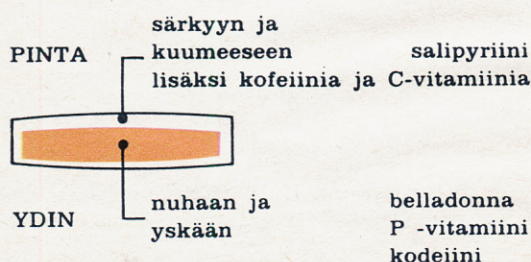 särkyyn ja
PINTA kuumeeseen salipyriini
lisäksi kofeiinia ja C-vitamiinia
nuhaan ja belladonna
YDIN yskään P -vitamiini
kodeiini